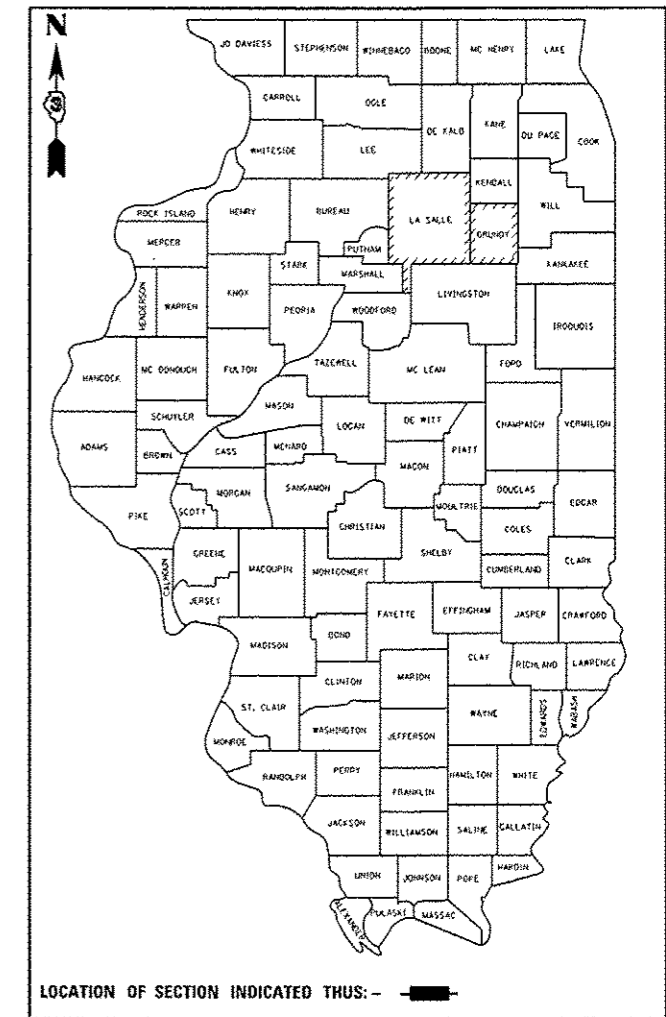 N
JO DAVIESS STEPHENSON WINNEBAGO BOONE MC HENRY LAKE
CARROLL OGLE DE KALB KANE DU PAGE COOK
WHITESIDE LEE KENDALL WILL
ROCK ISLAND HENRY BUREAU LA SALLE GRUNDY
MERCER PUTNAM KANKAKEE
STARK MARSHALL
HENDERSON WARREN KNOX PEORIA WOODFORD LIVINGSTON IROQUOIS
HANCOCK MC DONOUGH FULTON TAZEWELL MC LEAN FORD
SCHUYLER MASON LOGAN DE WITT CHAMPAIGN VERMILION
ADAMS BROWN CASS MENARD MACON PIATT
PIKE SCOTT MORGAN SANGAMON CHRISTIAN MOULTRIE DOUGLAS EDGAR
GREENE MACOUPIN MONTGOMERY SHELBY COLES
CALHOUN JERSEY CUMBERLAND CLARK
MADISON BOND FAYETTE EFFINGHAM JASPER CRAWFORD
CLINTON MARION CLAY RICHLAND LAWRENCE
ST. CLAIR WASHINGTON JEFFERSON WAYNE EDWARDS WABASH
MONROE
RANDOLPH PERRY FRANKLIN HAMILTON WHITE
JACKSON WILLIAMSON SALINE GALLATIN
UNION JOHNSON POPE HARDIN
ALEXANDER PULASKI MASSAC
LOCATION OF SECTION INDICATED THUS:-